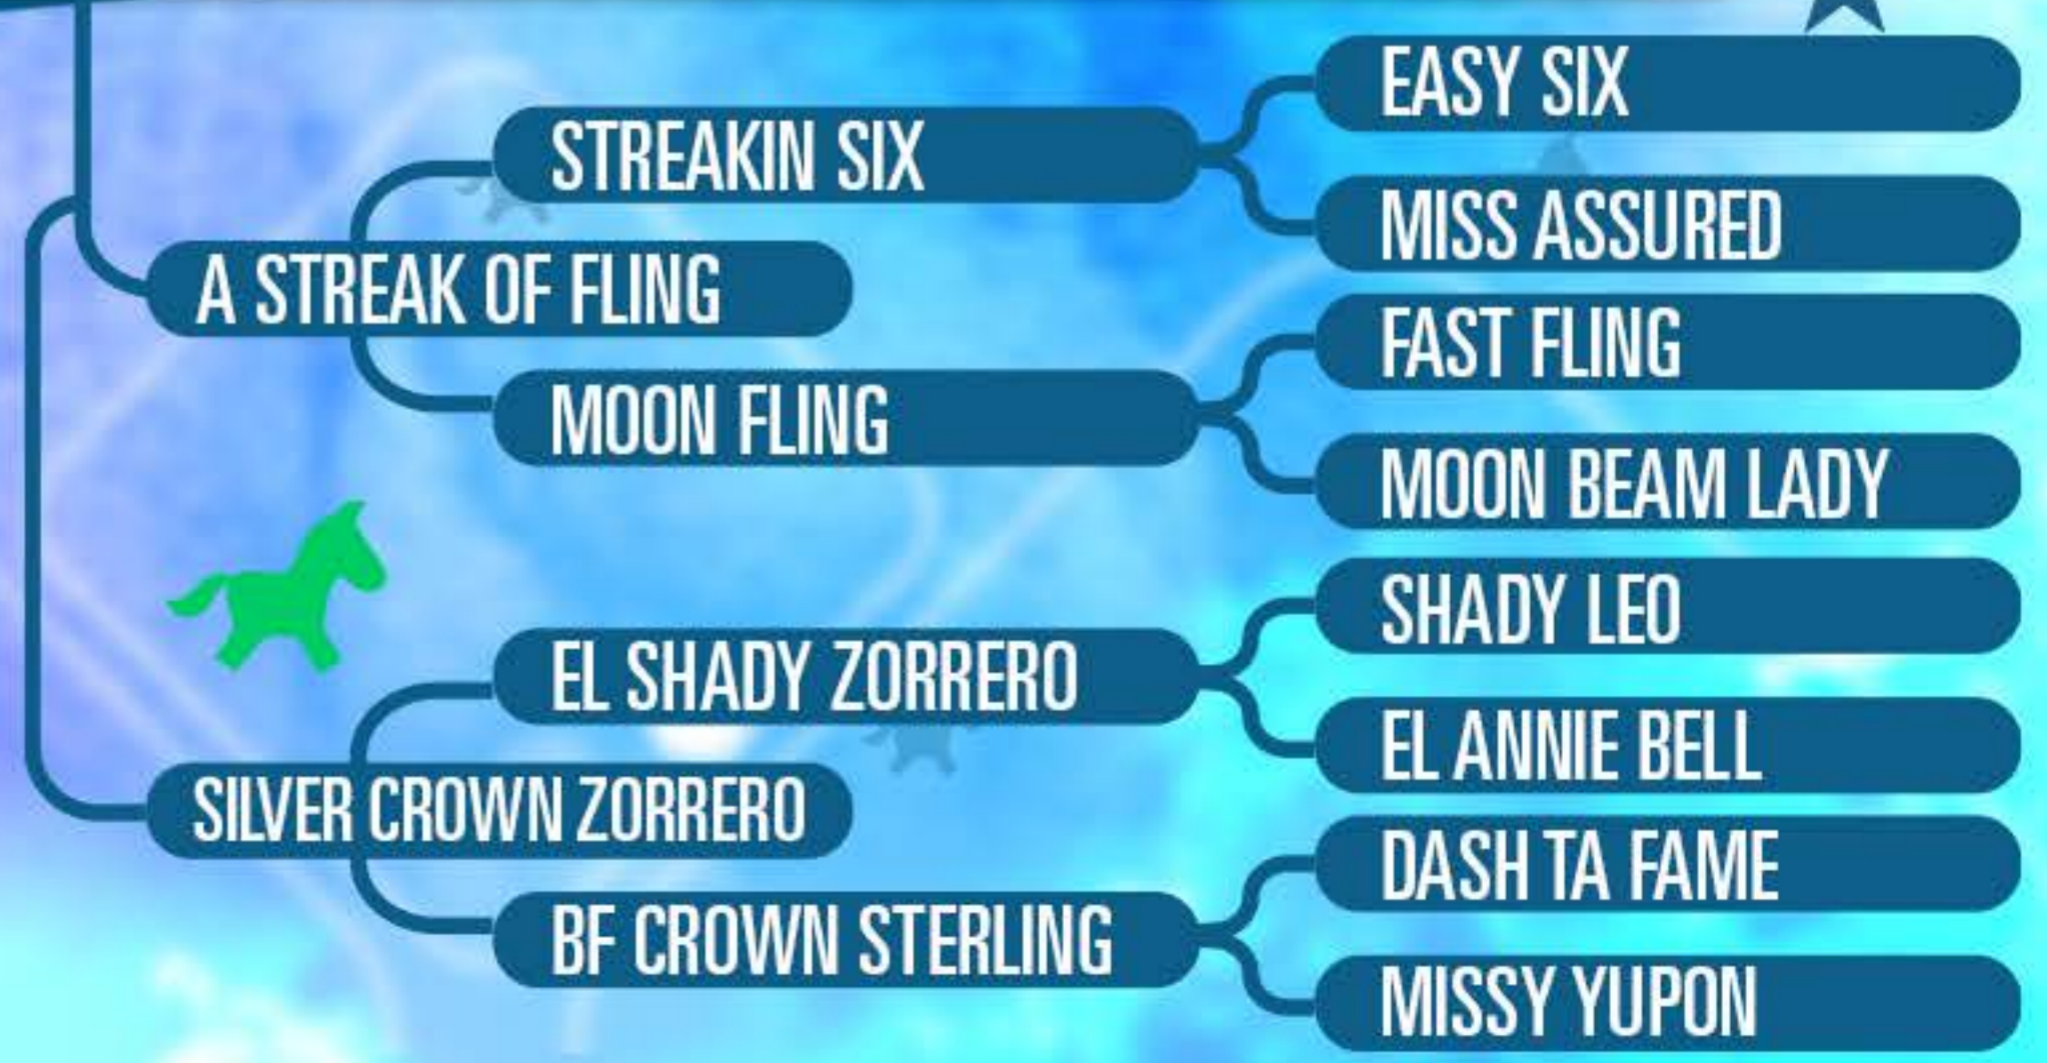 EASY SIX
STREAKIN SIX
MISS ASSURED
A STREAK OF FLING
FAST FLING
MOON FLING
MOON BEAM LADY
SHADY LEO
EL SHADY ZORRERO
EL ANNIE BELL
SILVER CROWN ZORRERO
DASH TA FAME
BF CROWN STERLING
MISSY YUPON